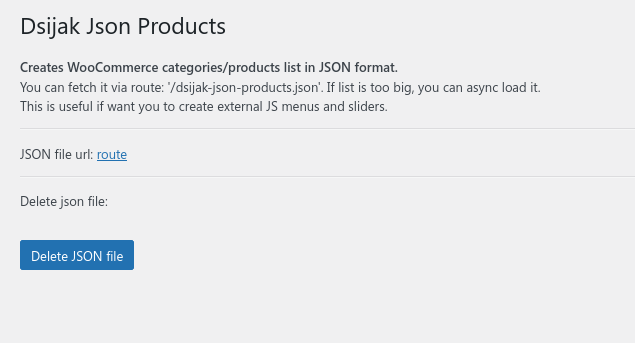 Dsijak Json Products
Creates WooCommerce categories/products list in JSON format.
You can fetch it via route: '/dsijak-json-products.json'. If list is too big, you can async load it.
This is useful if want you to create external JS menus and sliders.
JSON file url: route
Delete json file:
Delete JSON file